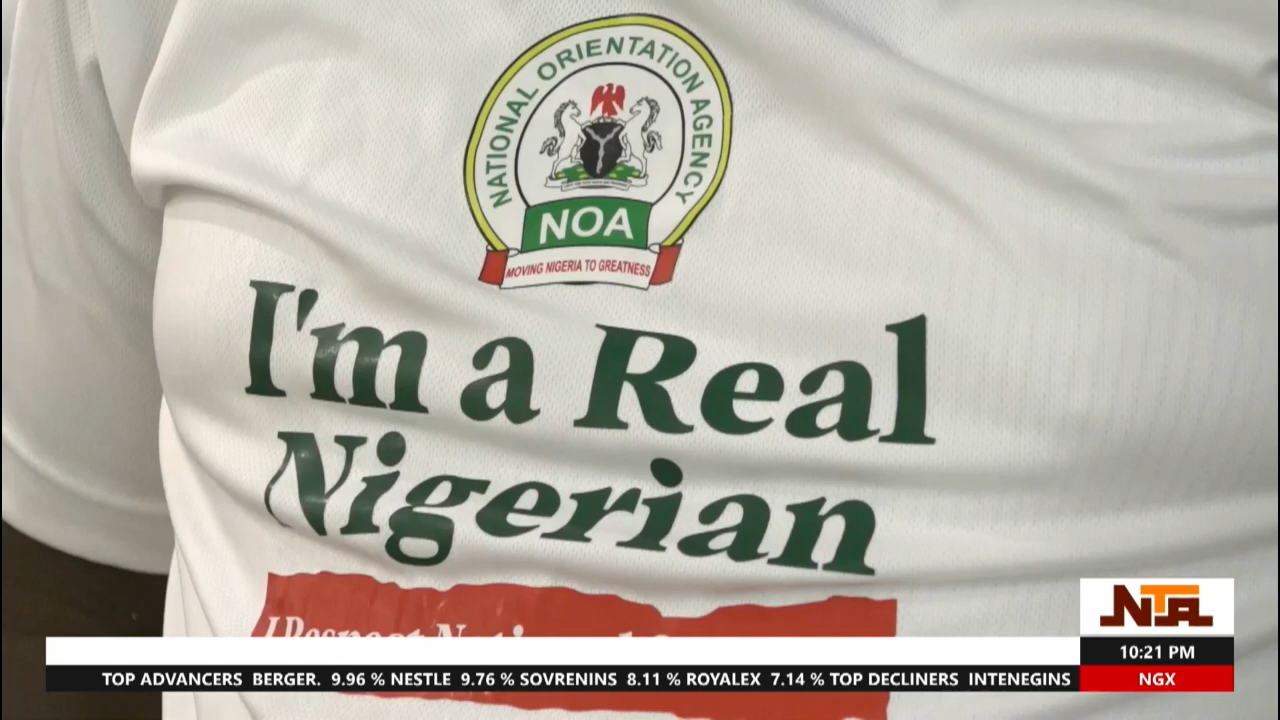 NATIONAL ORIENTATION AGENCY
NOA
MOVING NIGERIA TO GREATNESS
I'm a Real
Nigerian
NTA
10:21 PM
TOP ADVANCERS BERGER. 9.96 % NESTLE 9.76 % SOVRENINS 8.11 % ROYALEX 7.14 % TOP DECLINERS INTENEGINS
NGX